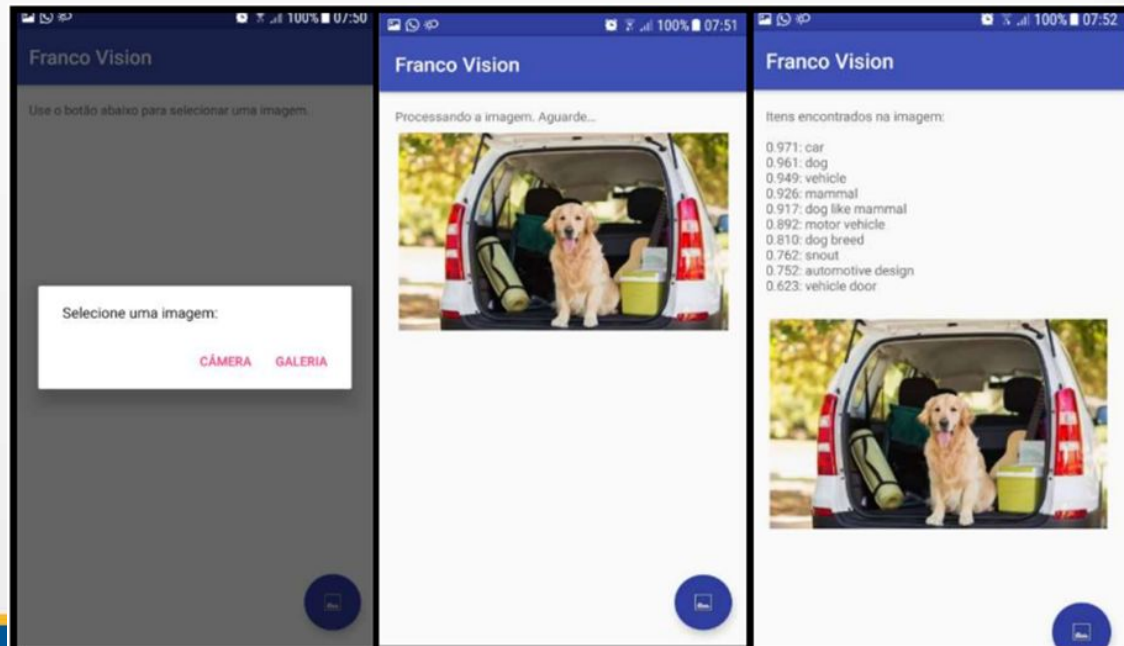 100% 07:50
Franco Vision
Use o botão abaixo para selecionar uma imagem.
Selecione uma imagem:
CÂMERA GALERIA
100% 07:51
Franco Vision
Processando a imagem. Aguarde...
100% 07:52
Franco Vision
Itens encontrados na imagem:
0.971: car
0.961: dog
0.949: vehicle
0.926: mammal
0.917: dog like mammal
0.892: motor vehicle
0.810: dog breed
0.762: snout
0.752: automotive design
0.623: vehicle door